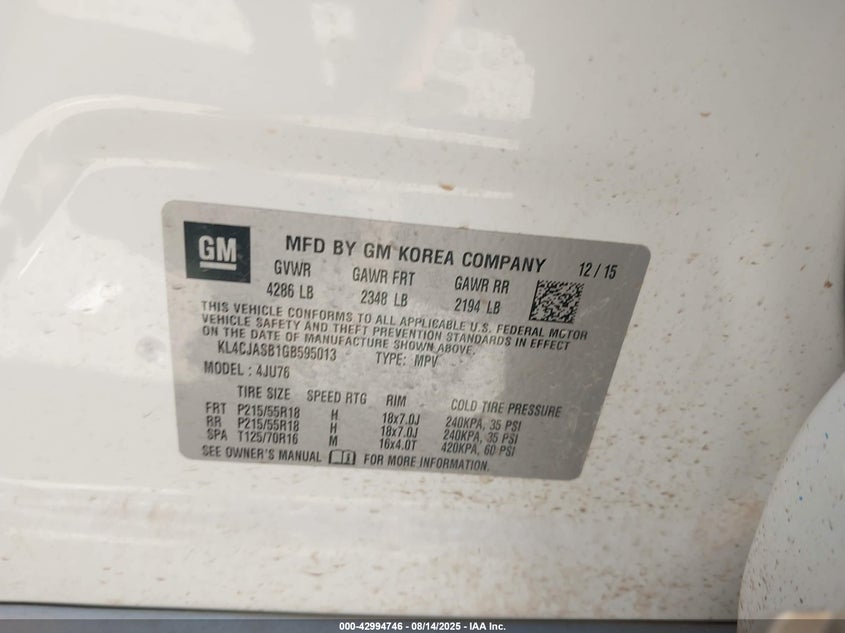 GM
MFD BY GM KOREA COMPANY 12 / 15
GVWR GAWR FRT GAWR RR
4286 LB 2348 LB 2194 LB
THIS VEHICLE CONFORMS TO ALL APPLICABLE U.S. FEDERAL MOTOR
VEHICLE SAFETY AND THEFT PREVENTION STANDARDS IN EFFECT
ON THE DATE OF MANUFACTURE SHOWN ABOVE.
KL4CJASB1GB595013 TYPE: MPV
MODEL : 4JU76
TIRE SIZE SPEED RTG RIM COLD TIRE PRESSURE
FRT P215/55R18 H 18x7.0J 240KPA, 35 PSI
RR P215/55R18 H 18x7.0J 240KPA, 35 PSI
SPA T125/70R16 M 16x4.0T 420KPA, 60 PSI
SEE OWNER'S MANUAL FOR MORE INFORMATION.
000-42994746 - 08/14/2025 - IAA Inc.